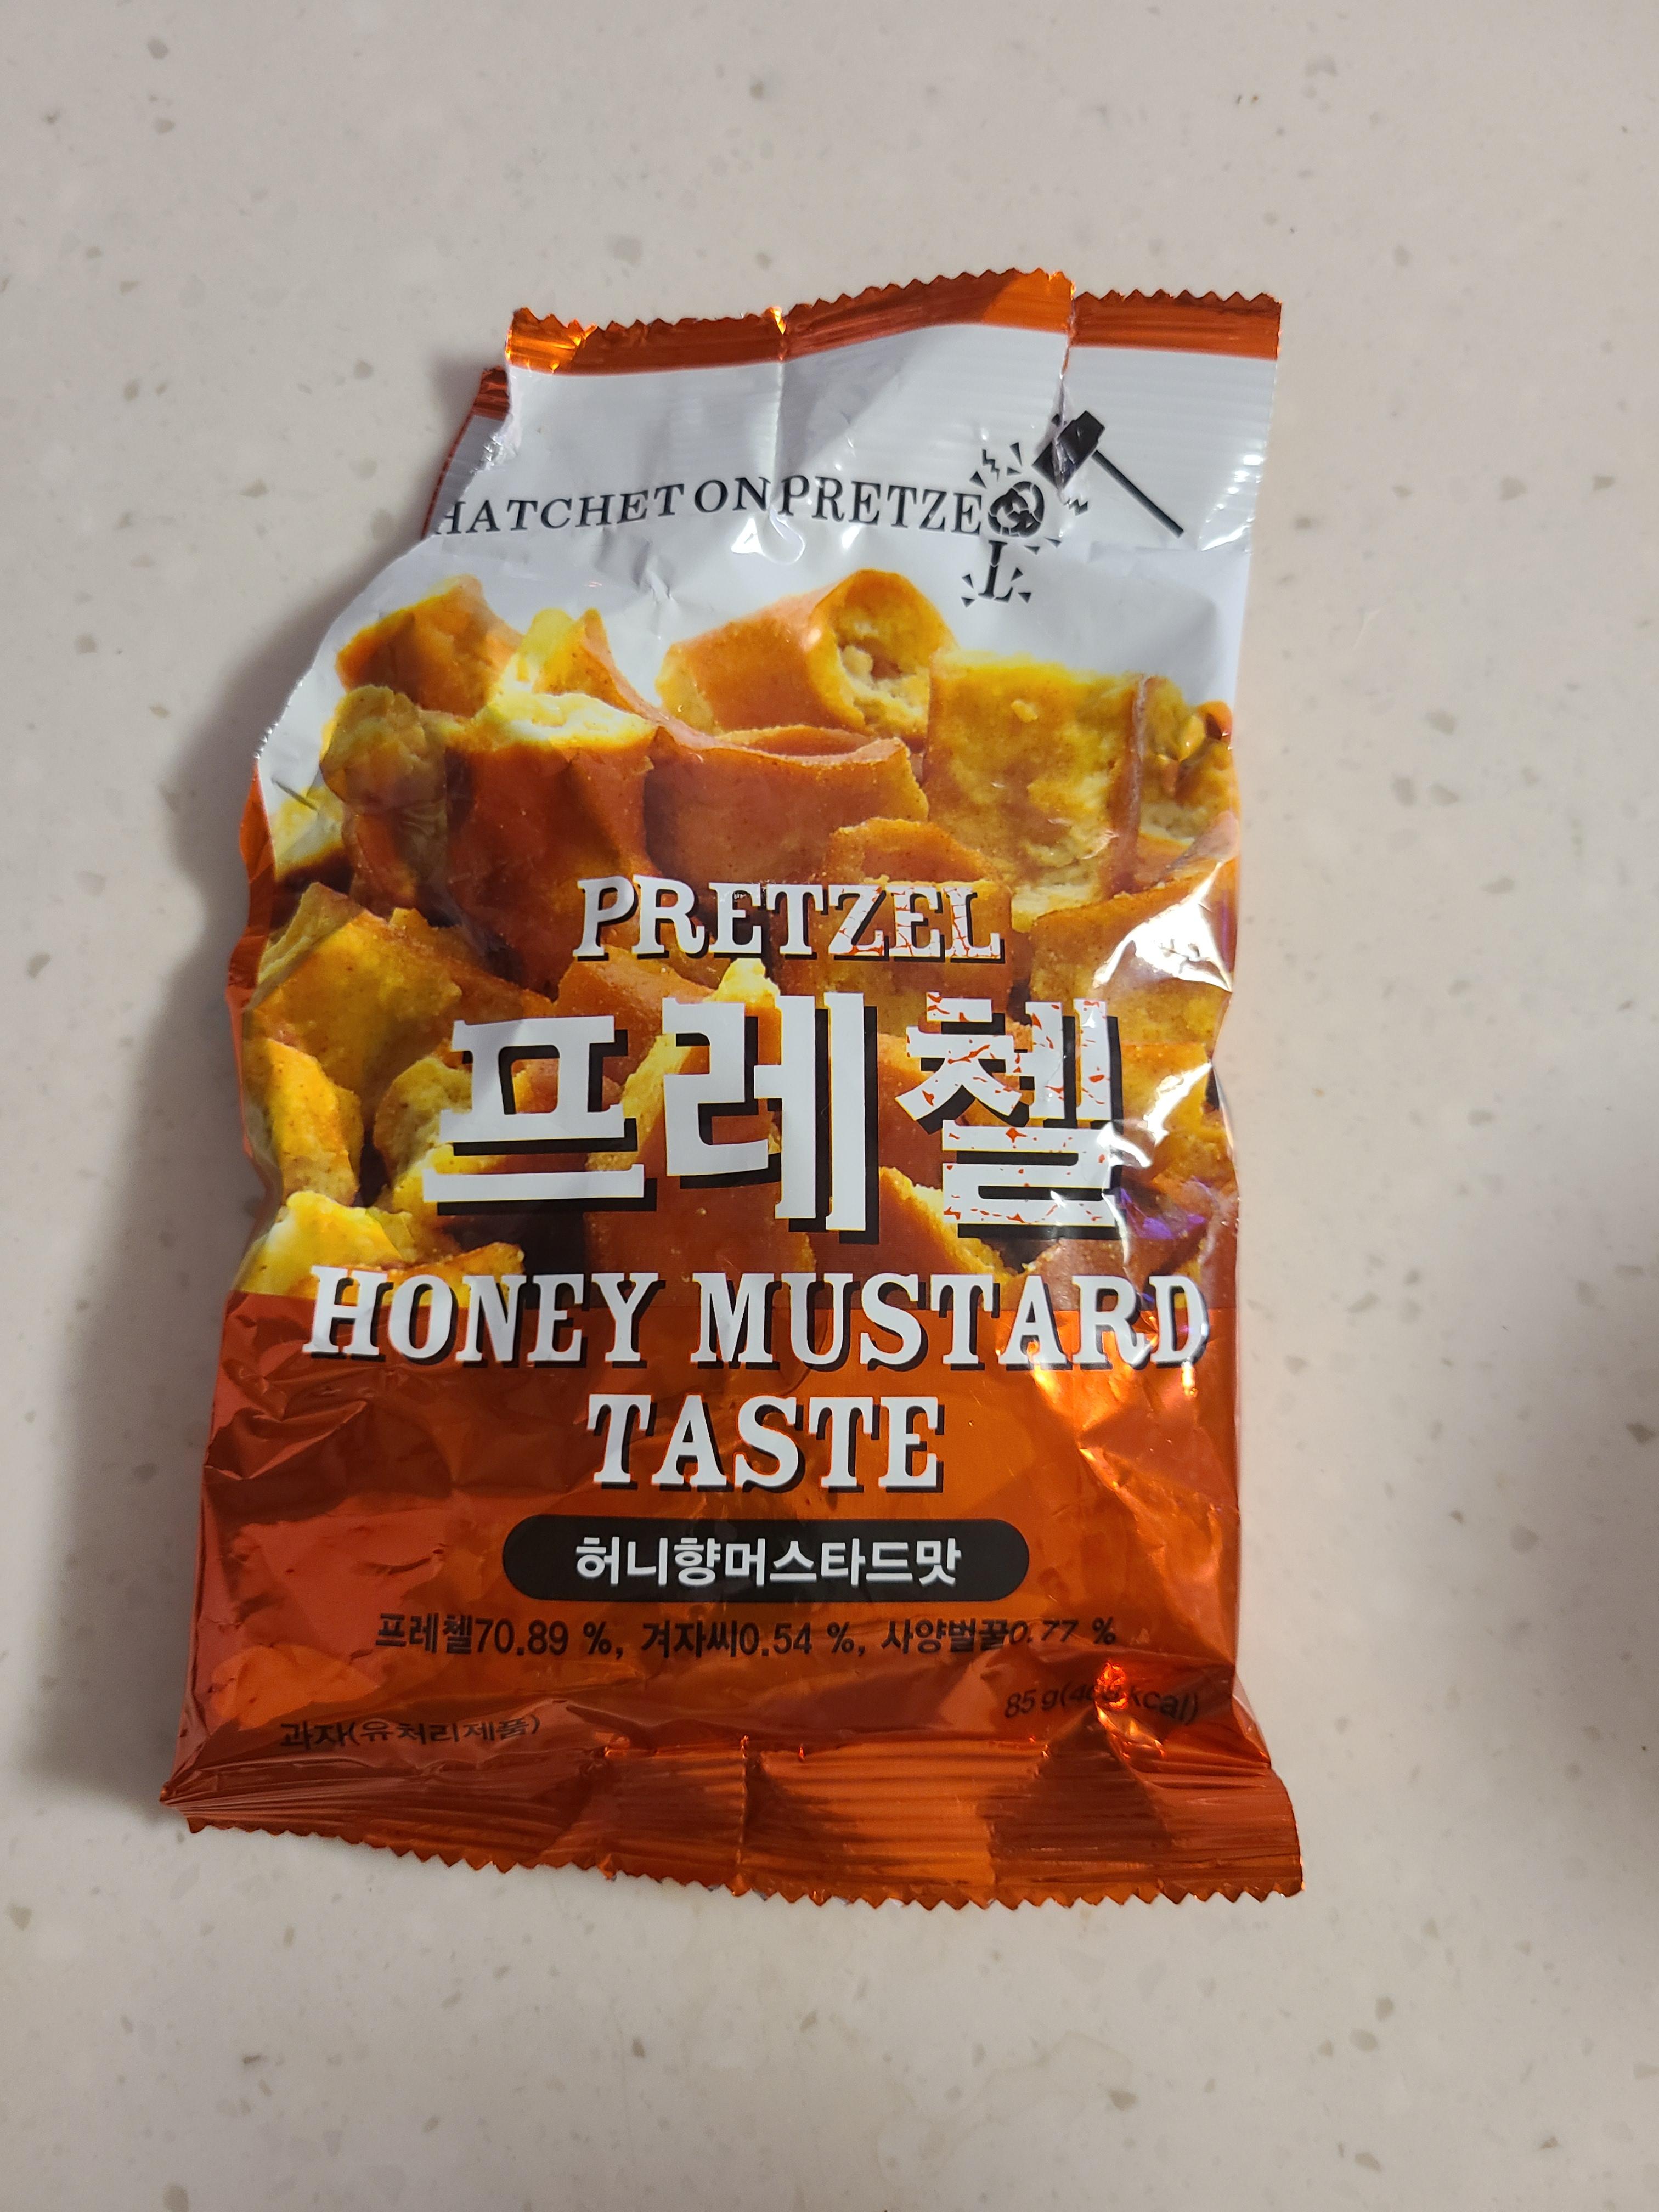 HATCHET ON PRETZEL
PRETZEL
프레첼
HONEY MUSTARD
TASTE
허니향머스타드맛
프레첼70.89 %, 겨자씨0.54 %, 사양벌꿀0.77 %
85 g( kcal)
과자(유처리제품)